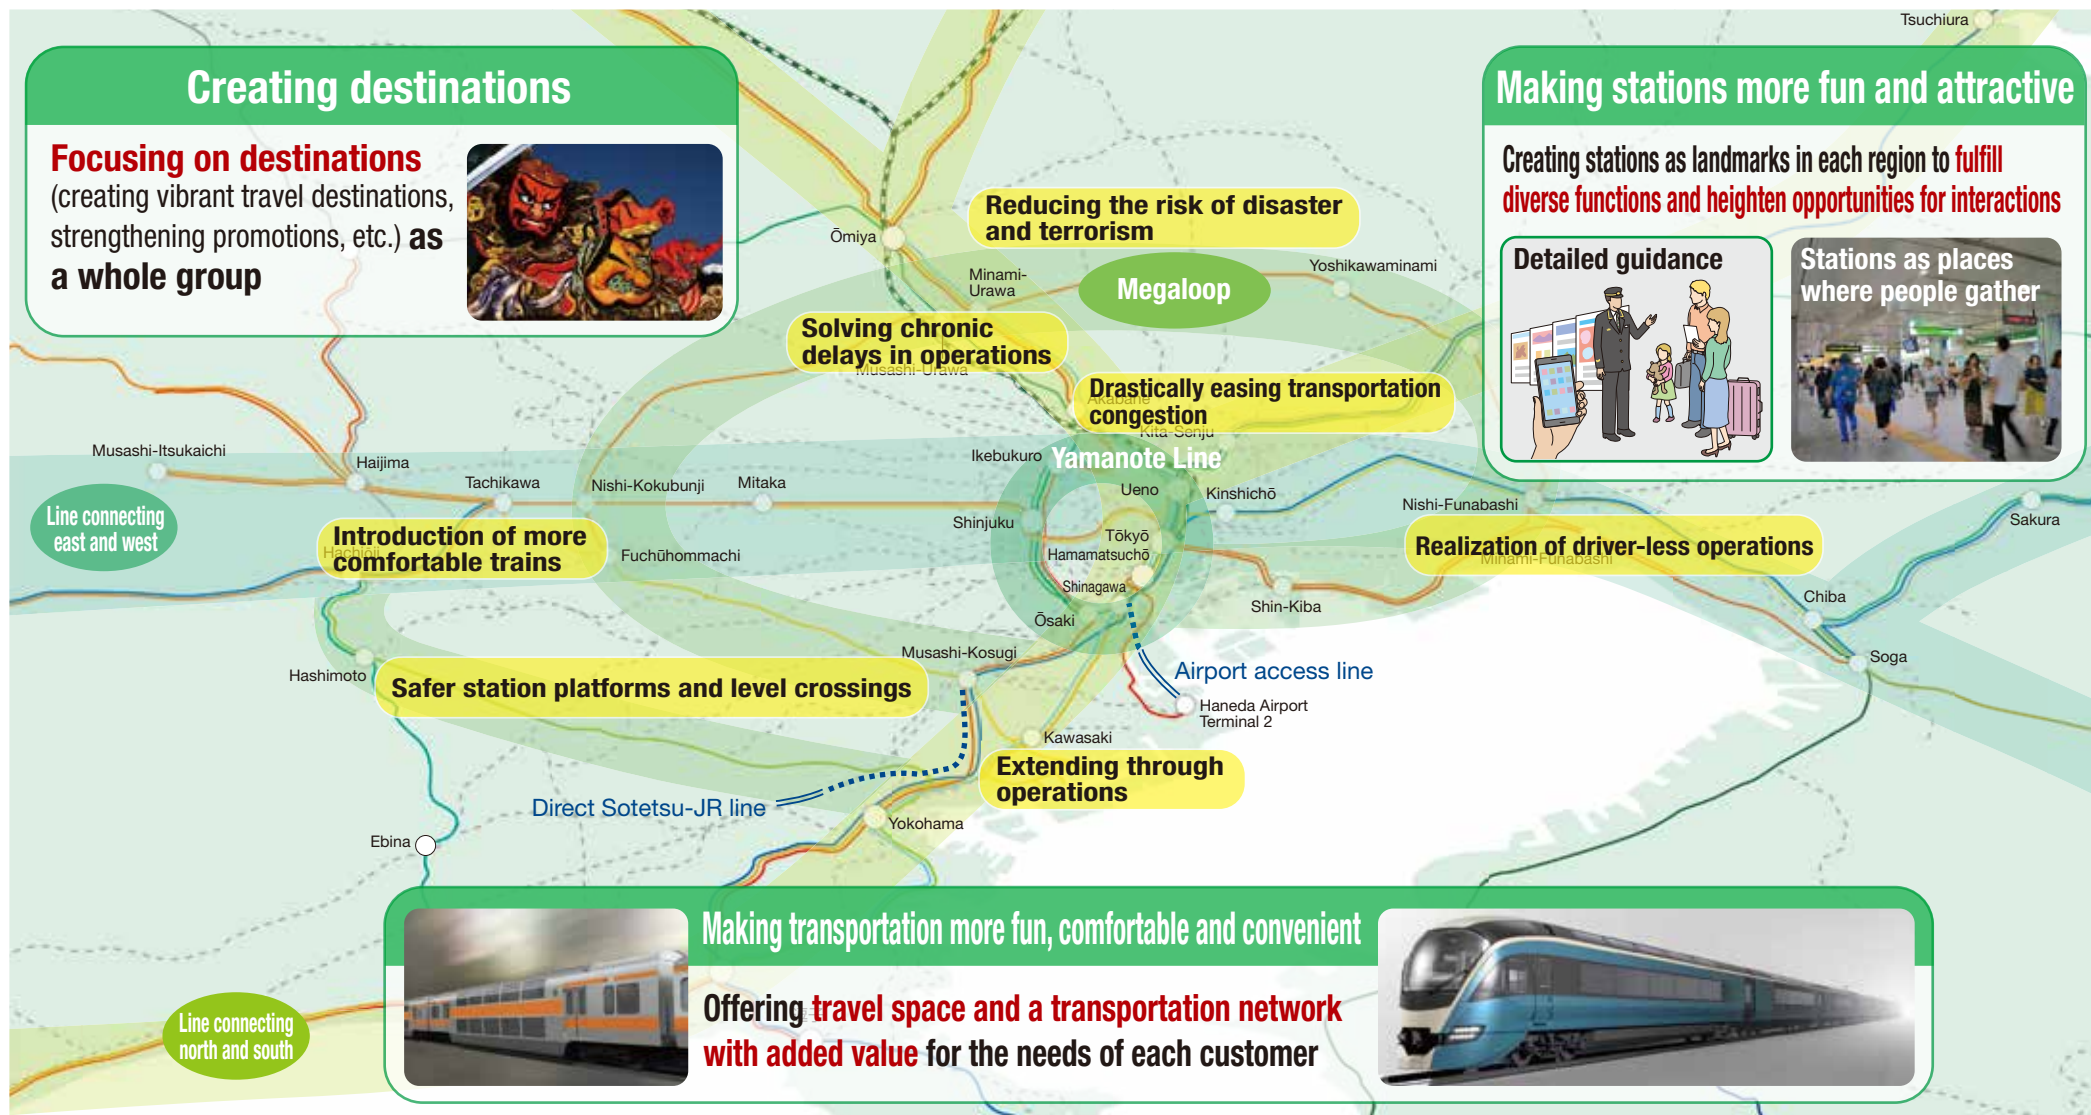 Tsuchiura
Creating destinations
Focusing on destinations
(creating vibrant travel destinations,
strengthening promotions, etc.) as
a whole group
Making stations more fun and attractive
Creating stations as landmarks in each region to fulfill
diverse functions and heighten opportunities for interactions
Detailed guidance
Stations as places
where people gather
Reducing the risk of disaster
and terrorism
Ōmiya
Minami-
Urawa
Megaloop
Yoshikawaminami
Solving chronic
delays in operations
Musashi-Urawa
Drastically easing transportation
congestion
Akabane
Kita-Senju
Musashi-Itsukaichi
Haijima
Tachikawa
Nishi-Kokubunji
Mitaka
Ikebukuro
Yamanote Line
Ueno
Kinshichō
Nishi-Funabashi
Sakura
Line connecting
east and west
Introduction of more
comfortable trains
Hachiōji
Fuchūhommachi
Shinjuku
Tōkyō
Hamamatsuchō
Shinagawa
Realization of driver-less operations
Minami-Funabashi
Ōsaki
Shin-Kiba
Chiba
Soga
Musashi-Kosugi
Hashimoto
Safer station platforms and level crossings
Airport access line
Haneda Airport
Terminal 2
Kawasaki
Extending through
operations
Direct Sotetsu-JR line
Yokohama
Ebina
Making transportation more fun, comfortable and convenient
Offering travel space and a transportation network
with added value for the needs of each customer
Line connecting
north and south